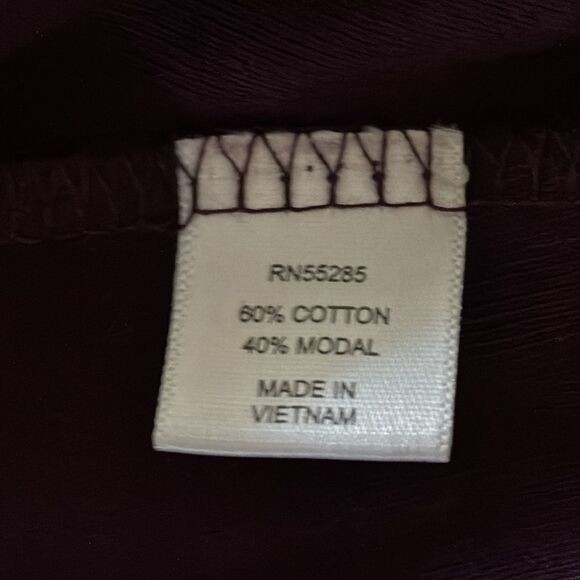 RN55285
60% COTTON
40% MODAL
MADE IN
VIETNAM